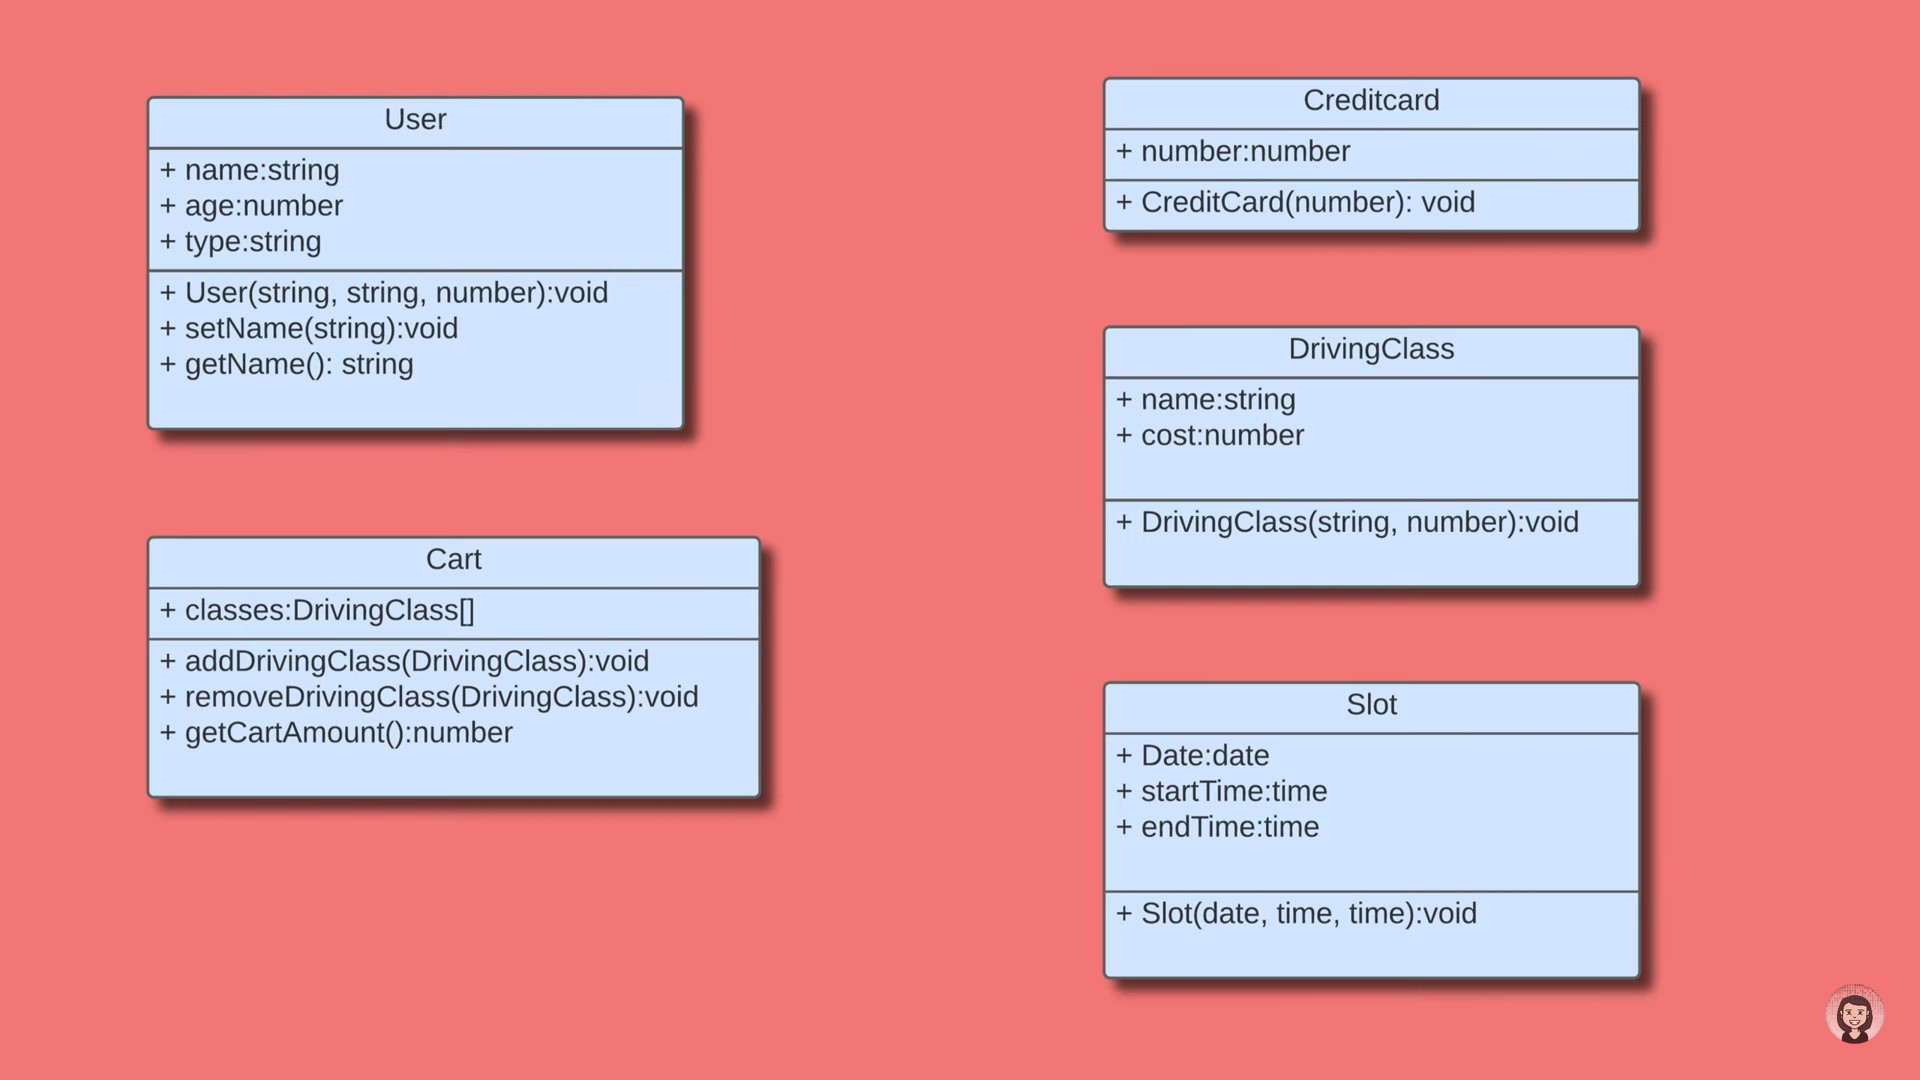 User
+ name:string
+ age:number
+ type:string
+ User(string, string, number):void
+ setName(string):void
+ getName(): string
Cart
+ classes:DrivingClass[]
+ addDrivingClass(DrivingClass):void
+ removeDrivingClass(DrivingClass):void
+ getCartAmount():number
Creditcard
+ number:number
+ CreditCard(number): void
DrivingClass
+ name:string
+ cost:number
+ DrivingClass(string, number):void
Slot
+ Date:date
+ startTime:time
+ endTime:time
+ Slot(date, time, time):void